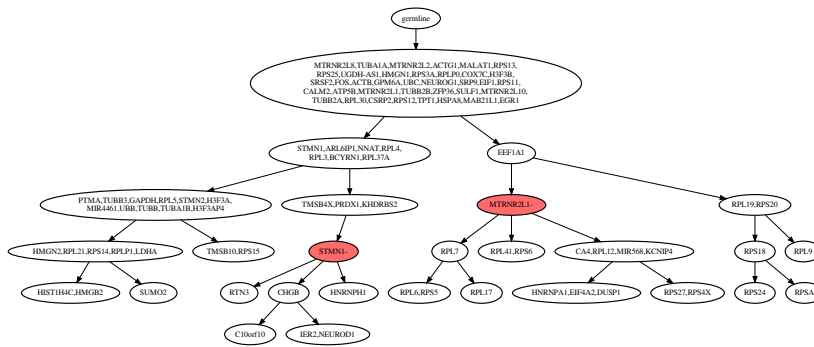 germline
MTRNR2L8,TUBA1A,MTRNR2L2,ACTG1,MALAT1,RPS13,
RPS25,UGDH-AS1,HMGN1,RPS3A,RPLP0,COX7C,H3F3B,
SRSF2,FOS,ACTB,GPM6A,UBC,NEUROG1,SRP9,EIF1,RPS11,
CALM2,ATP5B,MTRNR2L1,TUBB2B,ZFP36,SULF1,MTRNR2L10,
TUBB2A,RPL30,CSRP2,RPS12,TPT1,HSPA8,MAB21L1,EGR1
STMN1,ARL6IP1,NNAT,RPL4,
RPL3,BCYRN1,RPL37A
EEF1A1
PTMA,TUBB3,GAPDH,RPL5,STMN2,H3F3A,
MIR4461,UBB,TUBB,TUBA1B,H3F3AP4
TMSB4X,PRDX1,KHDRBS2
MTRNR2L1-
RPL19,RPS20
HMGN2,RPL21,RPS14,RPLP1,LDHA
TMSB10,RPS15
STMN1-
RPL7
RPL41,RPS6
CA4,RPL12,MIR568,KCNIP4
RPS18
RPL9
HIST1H4C,HMGB2
SUMO2
RTN3
CHGB
HNRNPH1
RPL6,RPS5
RPL17
HNRNPA1,EIF4A2,DUSP1
RPS27,RPS4X
RPS24
RPSA
C10orf10
IER2,NEUROD1